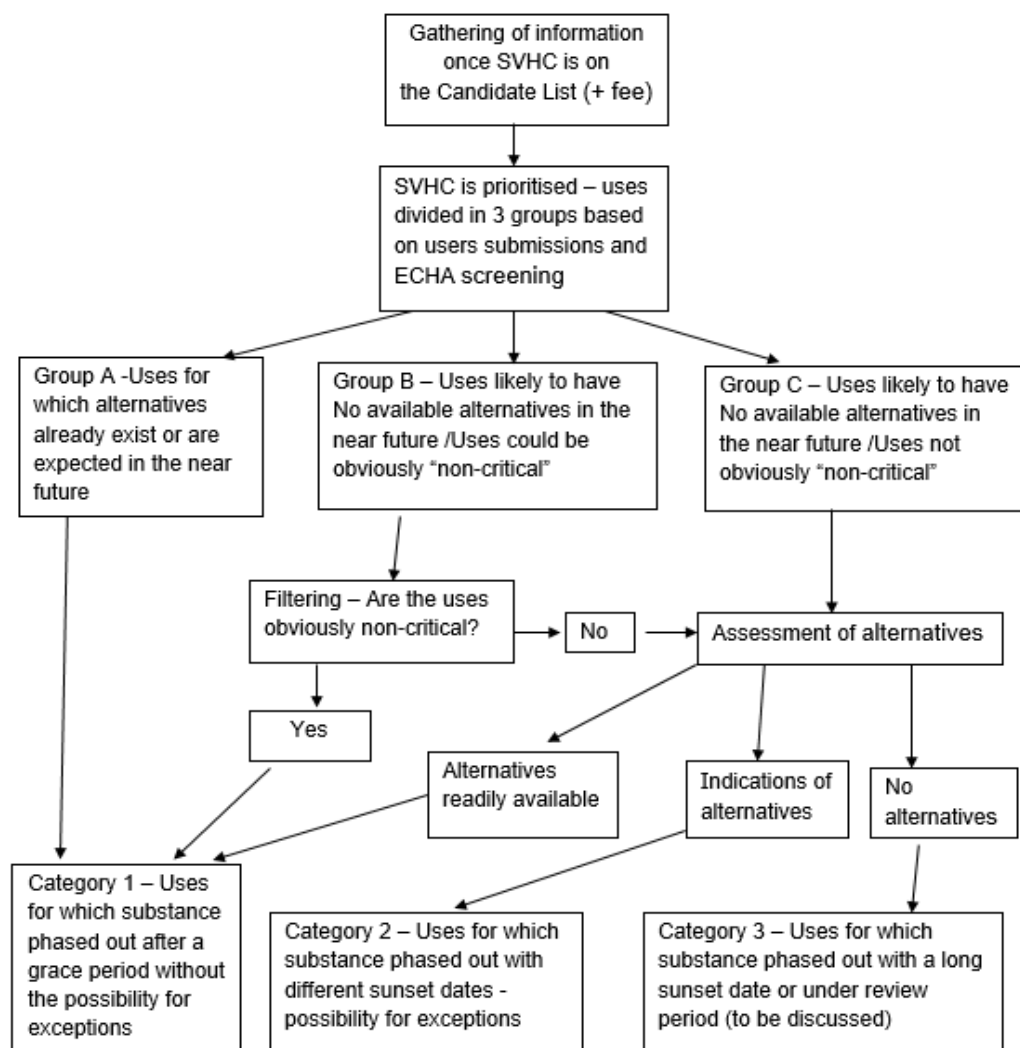 Gathering of information
once SVHC is on
the Candidate List (+ fee)
SVHC is prioritised – uses
divided in 3 groups based
on users submissions and
ECHA screening
Group A -Uses for
which alternatives
already exist or are
expected in the near
future
Group B – Uses likely to have
No available alternatives in the
near future /Uses could be
obviously “non-critical”
Group C – Uses likely to have
No available alternatives in
the near future /Uses not
obviously “non-critical”
Filtering – Are the uses
obviously non-critical?
No
Assessment of alternatives
Yes
Alternatives
readily available
Indications of
alternatives
No
alternatives
Category 1 – Uses
for which substance
phased out after a
grace period without
the possibility for
exceptions
Category 2 – Uses for which
substance phased out with
different sunset dates -
possibility for exceptions
Category 3 – Uses for which
substance phased out with a long
sunset date or under review
period (to be discussed)